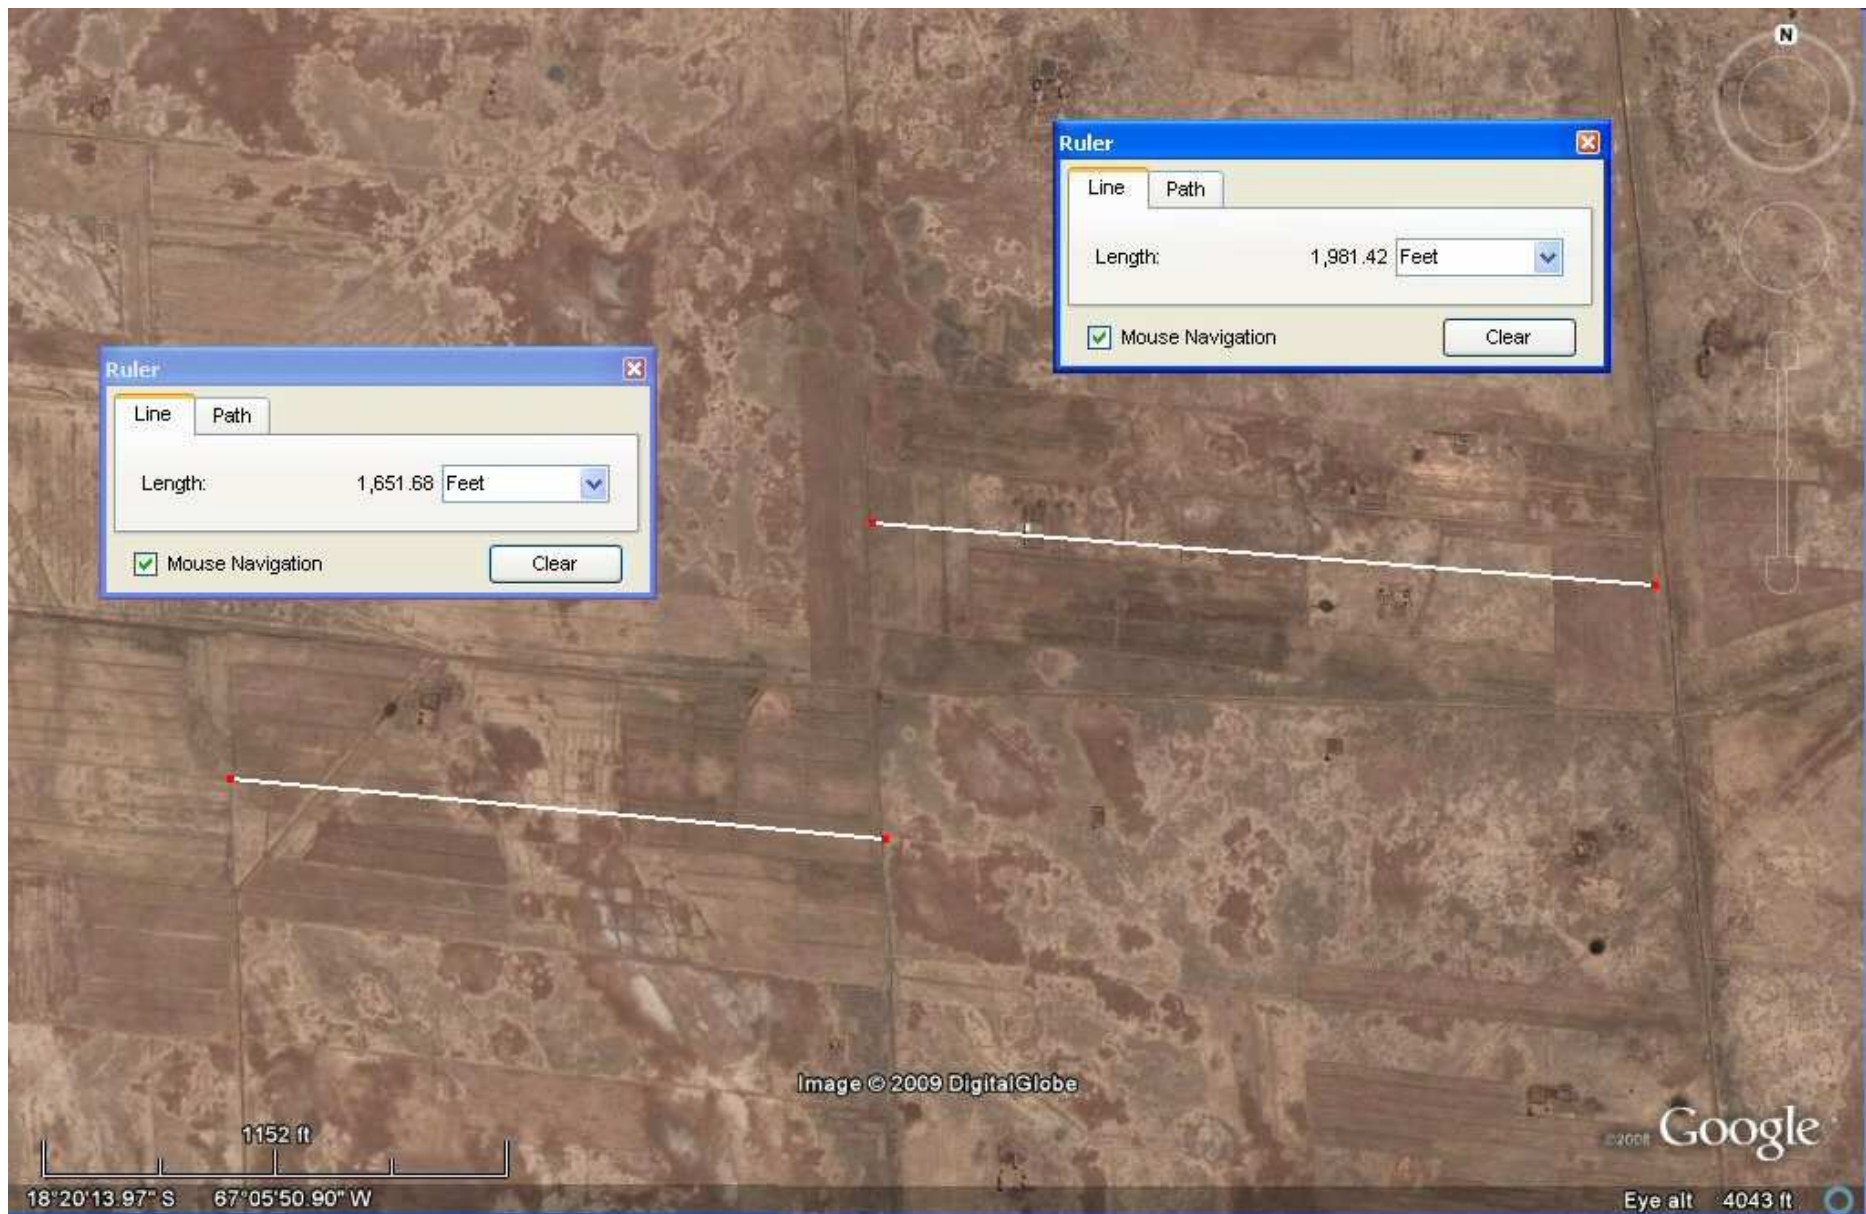 N
Ruler
Line Path
Length: 1,981.42 Feet
Mouse Navigation Clear
Ruler
Line Path
Length: 1,651.68 Feet
Mouse Navigation Clear
Image © 2009 DigitalGlobe
1152 ft
©2008 Google
18°20'13.97" S 67°05'50.90" W
Eye alt 4043 ft